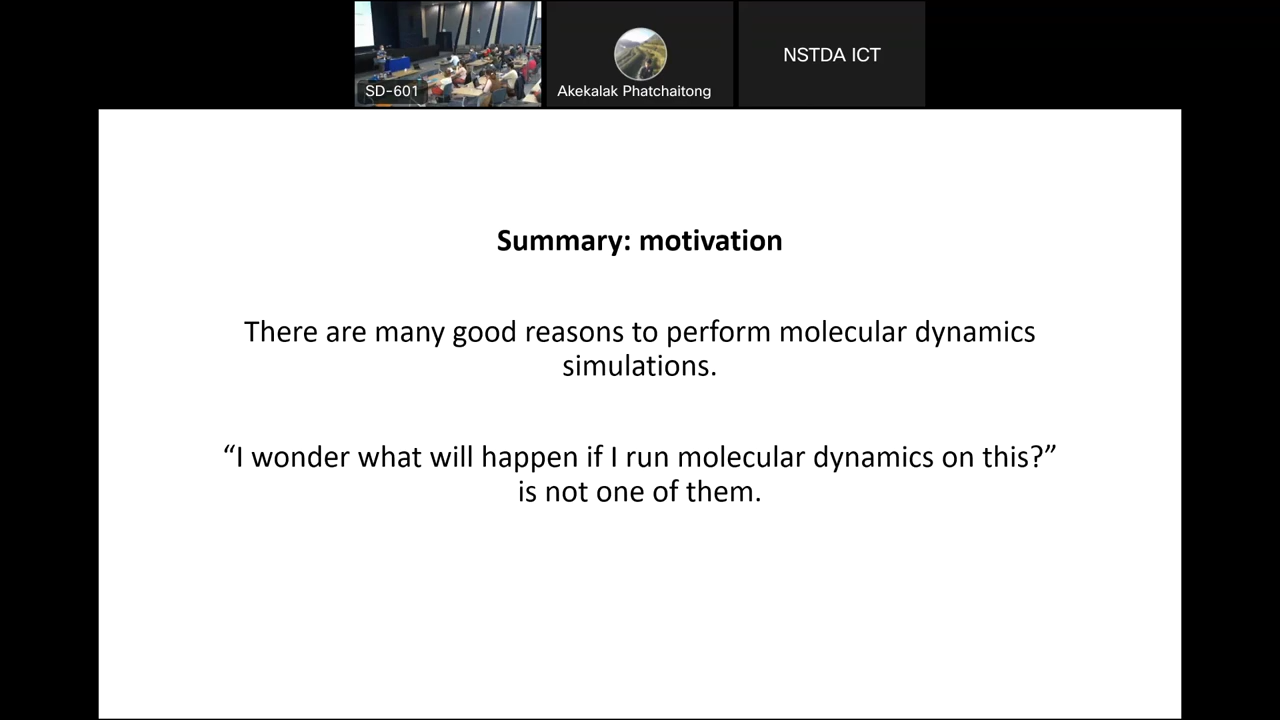 SD-601
Akekalak Phatchaitong
NSTDA ICT
Summary: motivation
There are many good reasons to perform molecular dynamics
simulations.
“I wonder what will happen if I run molecular dynamics on this?”
is not one of them.